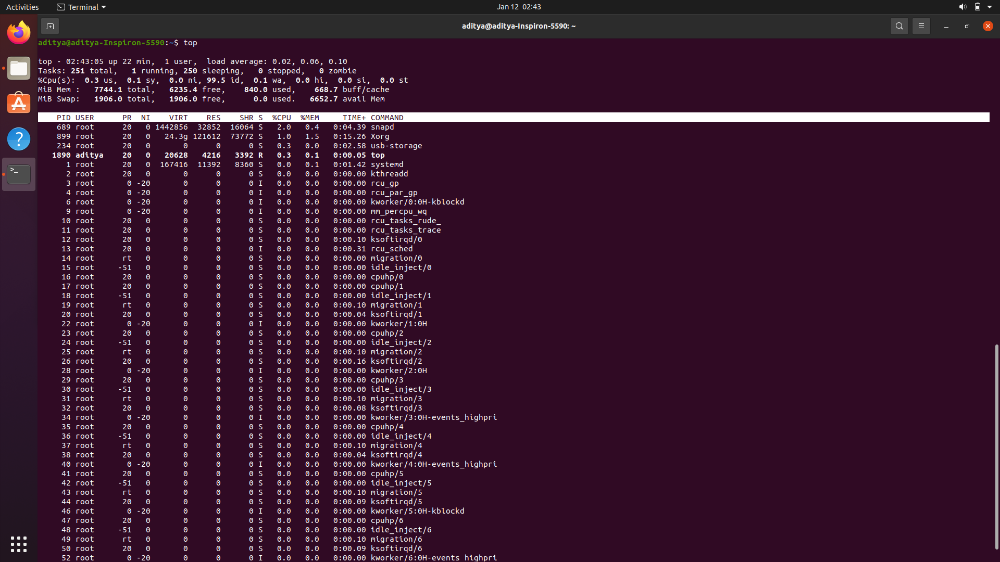 Activities Terminal Jan 12 02:43
aditya@aditya-Inspiron-5590: ~
aditya@aditya-Inspiron-5590:~$ top
top - 02:43:05 up 22 min,  1 user,  load average: 0.02, 0.06, 0.10
Tasks: 251 total,   1 running, 250 sleeping,   0 stopped,   0 zombie
%Cpu(s):  0.3 us,  0.1 sy,  0.0 ni, 99.5 id,  0.1 wa,  0.0 hi,  0.0 si,  0.0 st
MiB Mem :   7744.1 total,   6235.4 free,    840.0 used,    668.7 buff/cache
MiB Swap:   1906.0 total,   1906.0 free,      0.0 used.   6652.7 avail Mem
PID USER PR NI VIRT RES SHR S %CPU %MEM TIME+ COMMAND
689 root 20 0 1442856 32852 16064 S 2.0 0.4 0:04.39 snapd
899 root 20 0 24.3g 121612 73772 S 1.0 1.5 0:15.26 Xorg
234 root 20 0 0 0 0 S 0.3 0.0 0:02.58 usb-storage
1890 aditya 20 0 20628 4216 3392 R 0.3 0.1 0:00.05 top
1 root 20 0 167416 11392 8360 S 0.0 0.1 0:01.42 systemd
2 root 20 0 0 0 0 S 0.0 0.0 0:00.00 kthreadd
3 root 0 -20 0 0 0 I 0.0 0.0 0:00.00 rcu_gp
4 root 0 -20 0 0 0 I 0.0 0.0 0:00.00 rcu_par_gp
6 root 0 -20 0 0 0 I 0.0 0.0 0:00.00 kworker/0:0H-kblockd
9 root 0 -20 0 0 0 I 0.0 0.0 0:00.00 mm_percpu_wq
10 root 20 0 0 0 0 S 0.0 0.0 0:00.00 rcu_tasks_rude_
11 root 20 0 0 0 0 S 0.0 0.0 0:00.00 rcu_tasks_trace
12 root 20 0 0 0 0 S 0.0 0.0 0:00.10 ksoftirqd/0
13 root 20 0 0 0 0 I 0.0 0.0 0:00.31 rcu_sched
14 root rt 0 0 0 0 S 0.0 0.0 0:00.00 migration/0
15 root -51 0 0 0 0 S 0.0 0.0 0:00.00 idle_inject/0
16 root 20 0 0 0 0 S 0.0 0.0 0:00.00 cpuhp/0
17 root 20 0 0 0 0 S 0.0 0.0 0:00.00 cpuhp/1
18 root -51 0 0 0 0 S 0.0 0.0 0:00.00 idle_inject/1
19 root rt 0 0 0 0 S 0.0 0.0 0:00.10 migration/1
20 root 20 0 0 0 0 S 0.0 0.0 0:00.04 ksoftirqd/1
22 root 0 -20 0 0 0 I 0.0 0.0 0:00.00 kworker/1:0H
23 root 20 0 0 0 0 S 0.0 0.0 0:00.00 cpuhp/2
24 root -51 0 0 0 0 S 0.0 0.0 0:00.00 idle_inject/2
25 root rt 0 0 0 0 S 0.0 0.0 0:00.10 migration/2
26 root 20 0 0 0 0 S 0.0 0.0 0:00.16 ksoftirqd/2
28 root 0 -20 0 0 0 I 0.0 0.0 0:00.00 kworker/2:0H
29 root 20 0 0 0 0 S 0.0 0.0 0:00.00 cpuhp/3
30 root -51 0 0 0 0 S 0.0 0.0 0:00.00 idle_inject/3
31 root rt 0 0 0 0 S 0.0 0.0 0:00.10 migration/3
32 root 20 0 0 0 0 S 0.0 0.0 0:00.08 ksoftirqd/3
34 root 0 -20 0 0 0 I 0.0 0.0 0:00.00 kworker/3:0H-events_highpri
35 root 20 0 0 0 0 S 0.0 0.0 0:00.00 cpuhp/4
36 root -51 0 0 0 0 S 0.0 0.0 0:00.00 idle_inject/4
37 root rt 0 0 0 0 S 0.0 0.0 0:00.10 migration/4
38 root 20 0 0 0 0 S 0.0 0.0 0:00.04 ksoftirqd/4
40 root 0 -20 0 0 0 I 0.0 0.0 0:00.00 kworker/4:0H-events_highpri
41 root 20 0 0 0 0 S 0.0 0.0 0:00.00 cpuhp/5
42 root -51 0 0 0 0 S 0.0 0.0 0:00.00 idle_inject/5
43 root rt 0 0 0 0 S 0.0 0.0 0:00.10 migration/5
44 root 20 0 0 0 0 S 0.0 0.0 0:00.09 ksoftirqd/5
46 root 0 -20 0 0 0 I 0.0 0.0 0:00.00 kworker/5:0H-kblockd
47 root 20 0 0 0 0 S 0.0 0.0 0:00.00 cpuhp/6
48 root -51 0 0 0 0 S 0.0 0.0 0:00.00 idle_inject/6
49 root rt 0 0 0 0 S 0.0 0.0 0:00.10 migration/6
50 root 20 0 0 0 0 S 0.0 0.0 0:00.09 ksoftirqd/6
52 root 0 -20 0 0 0 I 0.0 0.0 0:00.00 kworker/6:0H-events_highpri